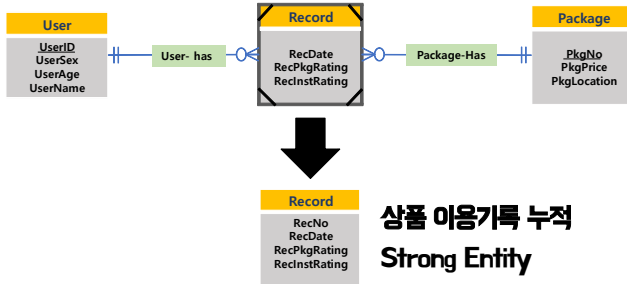 User
UserID
UserSex
UserAge
UserName
User- has
Record
RecDate
RecPkgRating
RecInstRating
Package-Has
Package
PkgNo
PkgPrice
PkgLocation
Record
RecNo
RecDate
RecPkgRating
RecInstRating
상품 이용기록 누적
Strong Entity